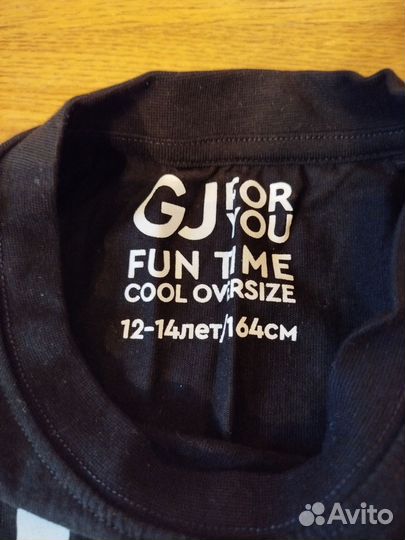 GJ FOR YOU
FUN TIME
COOL OVERSIZE
12-14лет/164см
Avito